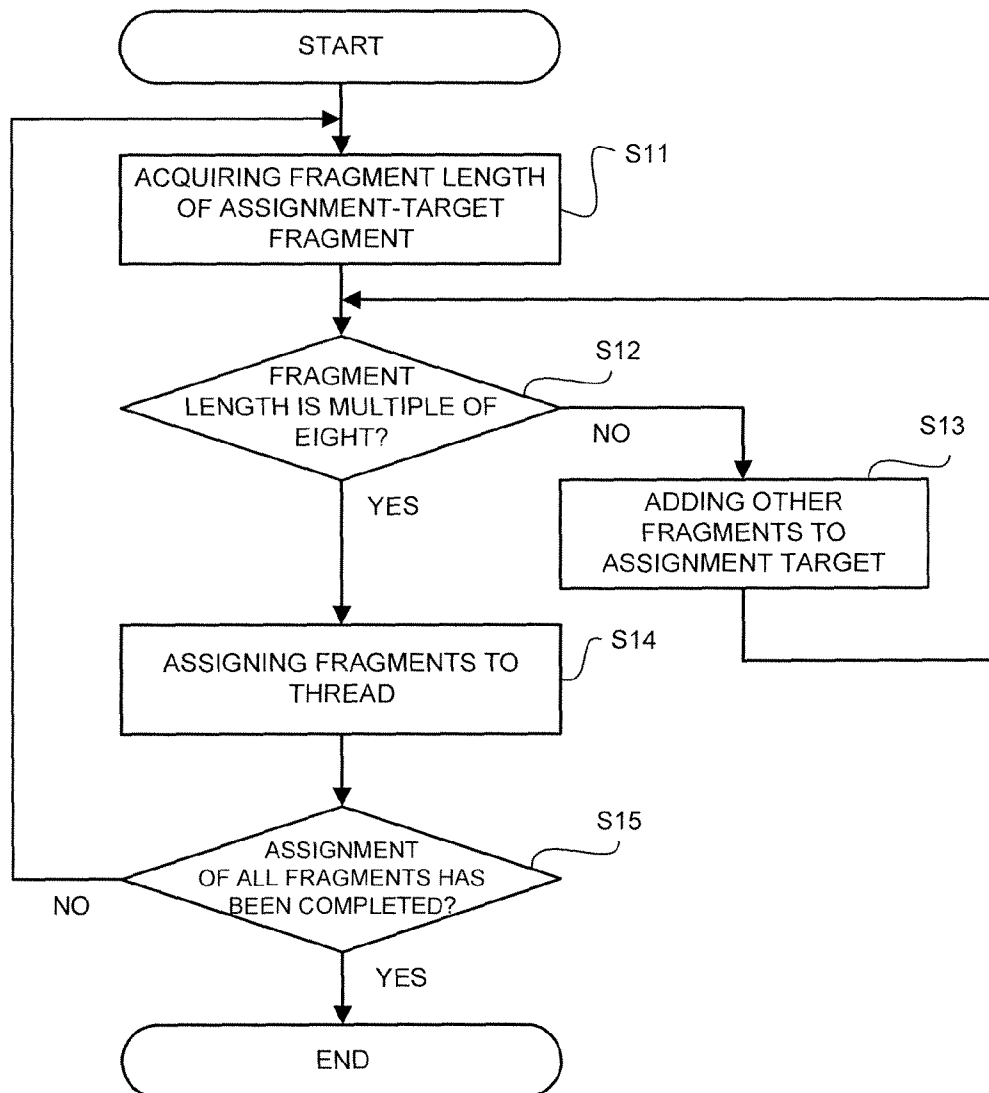 START
S11
ACQUIRING FRAGMENT LENGTH
OF ASSIGNMENT-TARGET
FRAGMENT
S12
FRAGMENT
LENGTH IS MULTIPLE OF
EIGHT?
NO
S13
YES
ADDING OTHER
FRAGMENTS TO
ASSIGNMENT TARGET
S14
ASSIGNING FRAGMENTS TO
THREAD
S15
ASSIGNMENT
OF ALL FRAGMENTS HAS
BEEN COMPLETED?
NO
YES
END